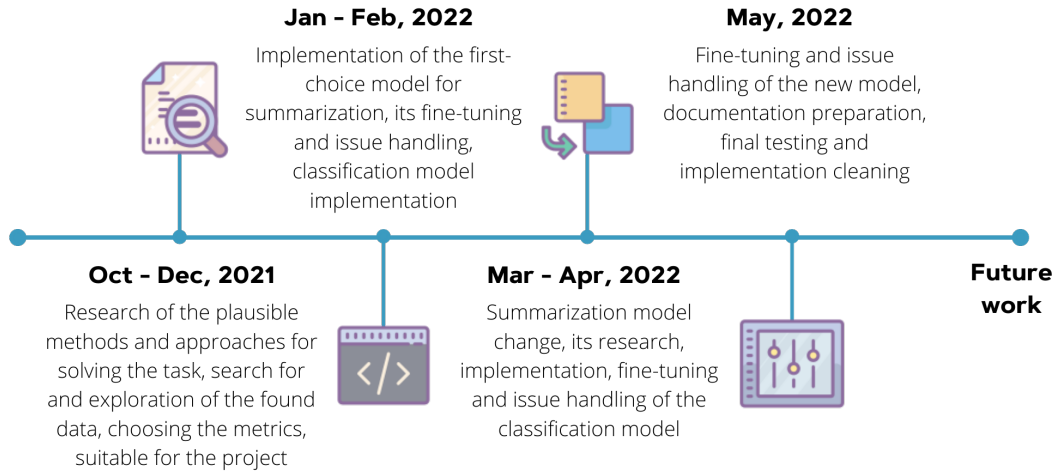 Jan - Feb, 2022
Implementation of the first-
choice model for
summarization, its fine-tuning
and issue handling,
classification model
implementation
May, 2022
Fine-tuning and issue
handling of the new model,
documentation preparation,
final testing and
implementation cleaning
Oct - Dec, 2021
Research of the plausible
methods and approaches for
solving the task, search for
and exploration of the found
data, choosing the metrics,
suitable for the project
</>
Mar - Apr, 2022
Summarization model
change, its research,
implementation, fine-tuning
and issue handling of the
classification model
Future
work